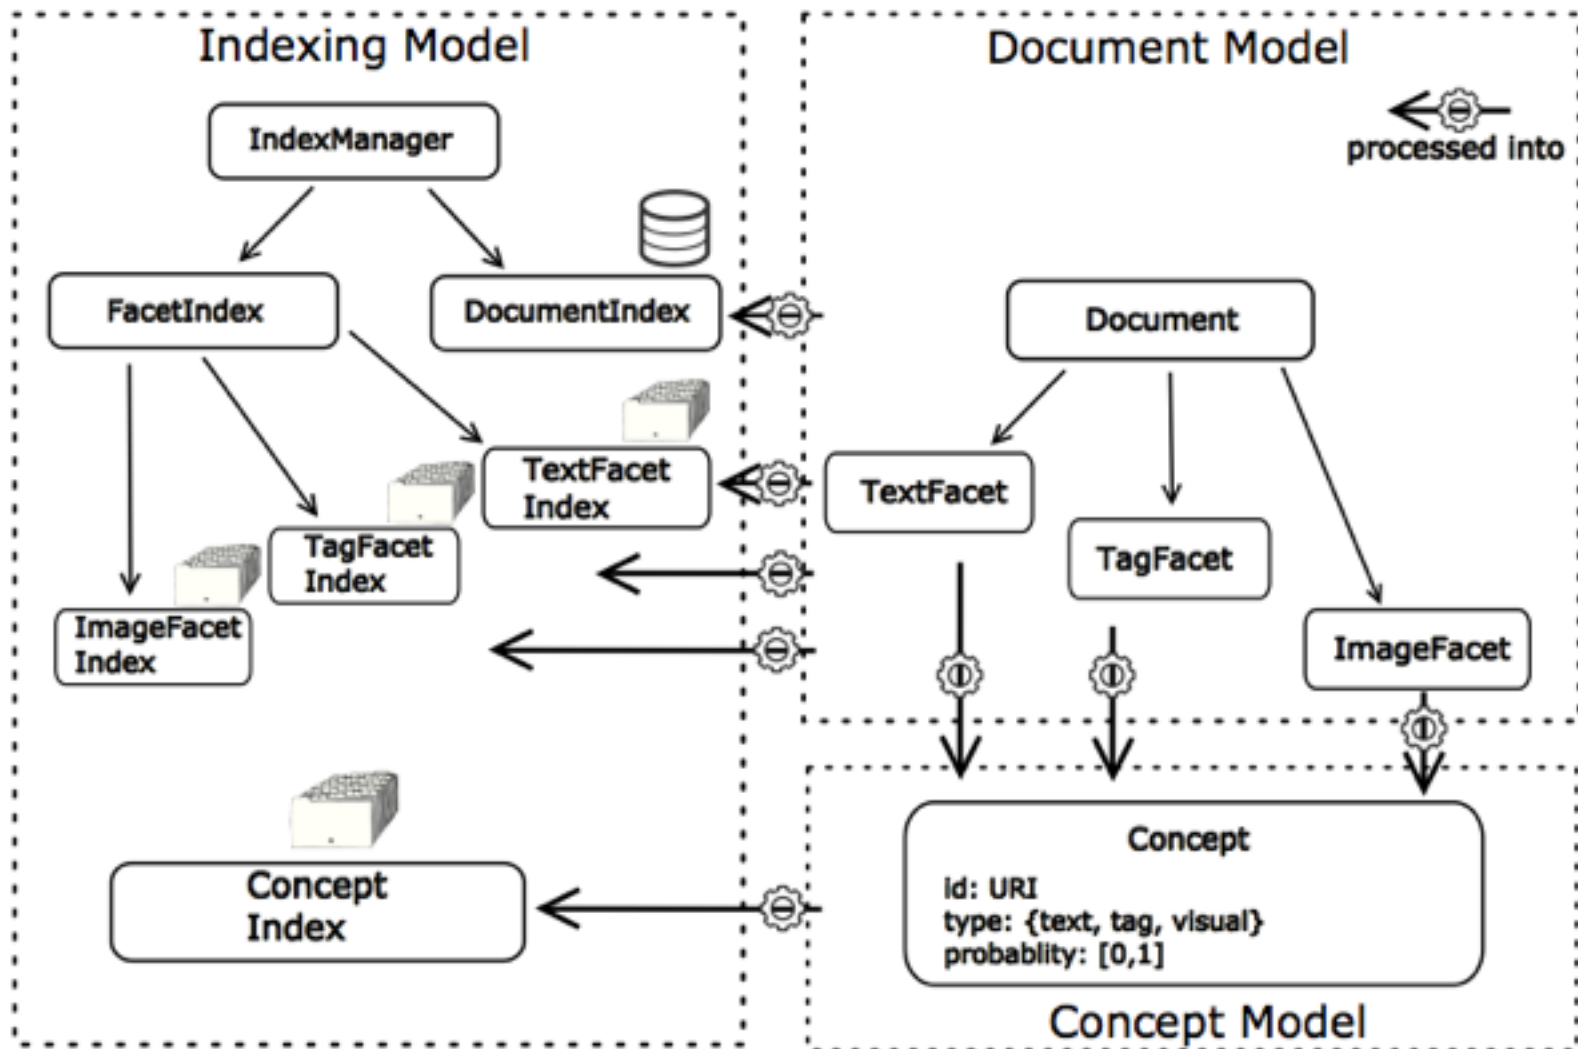 Indexing Model
IndexManager
FacetIndex
DocumentIndex
TextFacet
Index
TagFacet
Index
ImageFacet
Index
Concept
Index
Document Model
processed into
Document
TextFacet
TagFacet
ImageFacet
Concept
id: URI
type: {text, tag, visual}
probablity: [0,1]
Concept Model